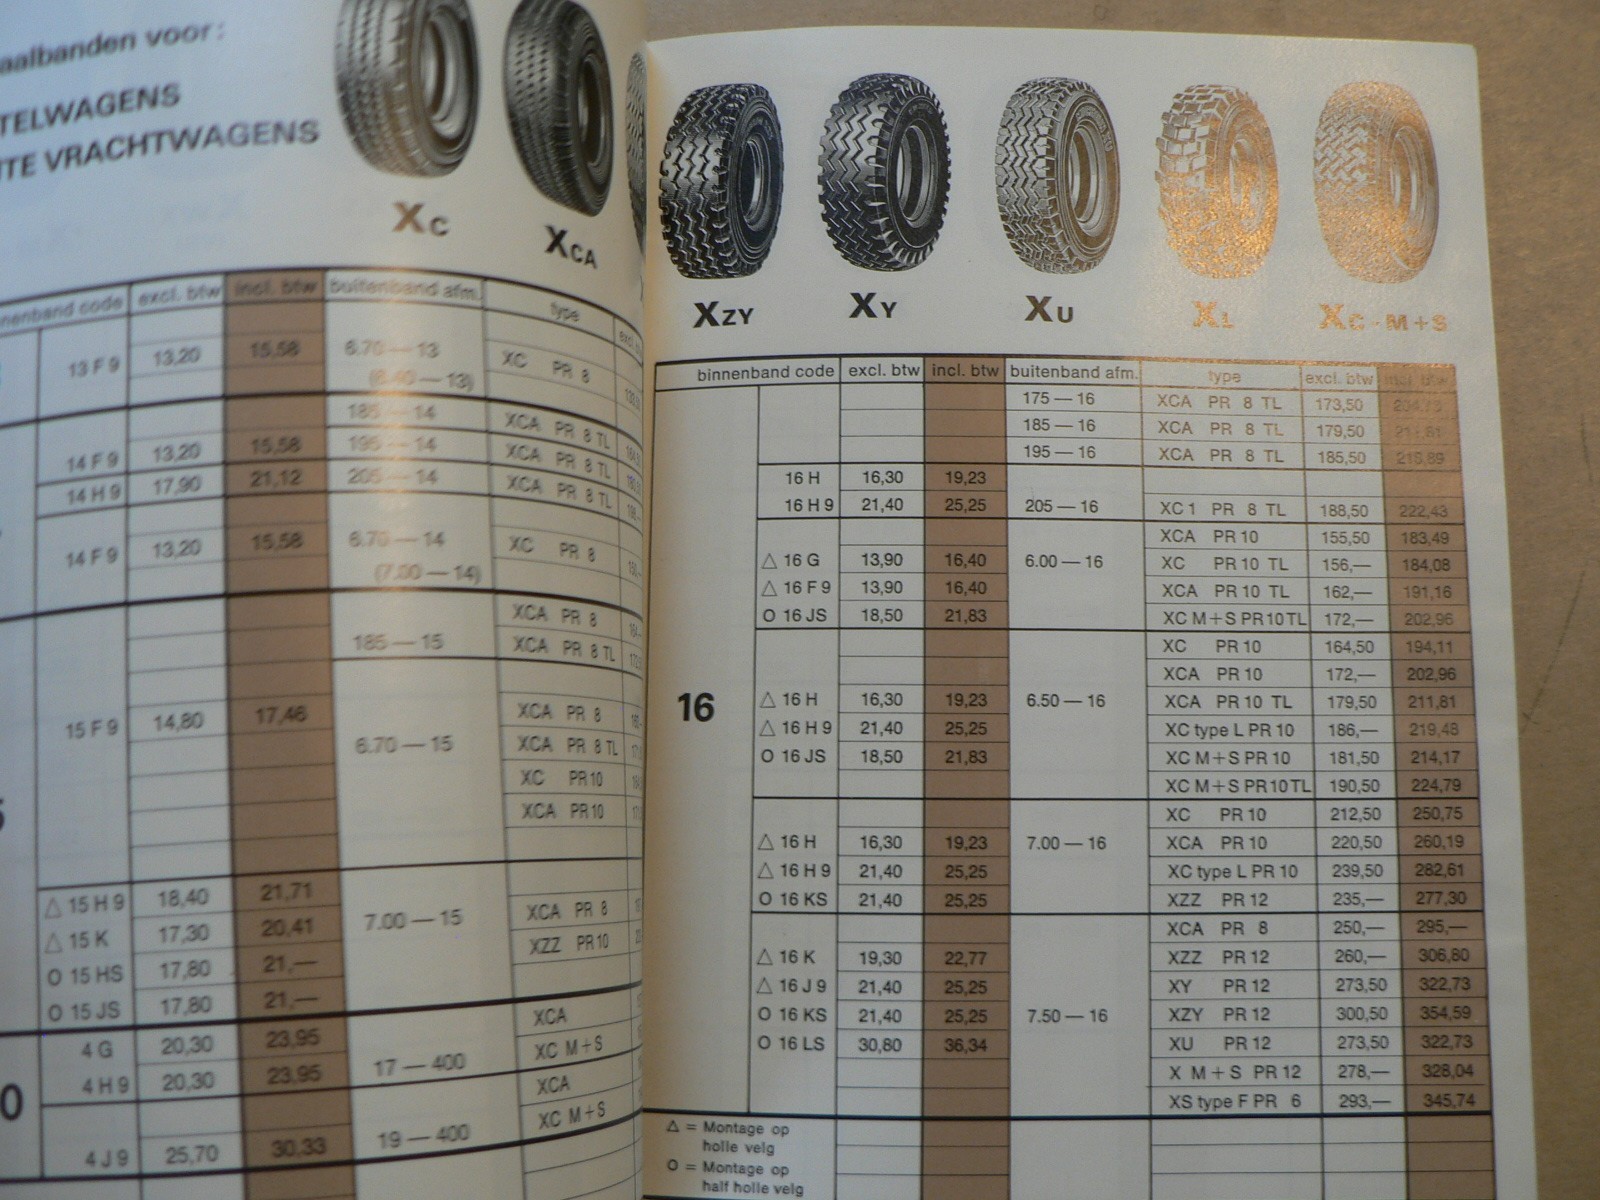 aalbanden voor:
TELWAGENS
TE VRACHTWAGENS
XC
XCA
binnenband code excl. btw incl. btw buitenband afm. type
13 F 9 13,20 15,58 6.70 — 13 XC PR 8
(6.40 — 13)
185 — 14 XCA PR 8 TL
14 F 9 13,20 15,58 195 — 14 XCA PR 8 TL
14 H 9 17,90 21,12 205 — 14 XCA PR 8 TL
14 F 9 13,20 15,58 6.70 — 14 XC PR 8
(7.00 — 14)
XCA PR 8
185 — 15 XCA PR 8 TL
15 F 9 14,80 17,46 XCA PR 8
6.70 — 15 XCA PR 8 TL
XC PR 10
XCA PR 10
△ 15 H 9 18,40 21,71
△ 15 K 17,30 20,41 7.00 — 15 XCA PR 8
O 15 HS 17,80 21,— XZZ PR 10
O 15 JS 17,80 21,—
4 G 20,30 23,95 XCA
4 H 9 20,30 23,95 17 — 400 XC M+S
XCA
4 J 9 25,70 30,33 19 — 400 XC M+S
XZY
XY
XU
XL
XC - M+S
binnenband code excl. btw incl. btw buitenband afm. type excl. btw incl. btw
175 — 16 XCA PR 8 TL 173,50
185 — 16 XCA PR 8 TL 179,50 211,81
195 — 16 XCA PR 8 TL 185,50 218,89
16 H 16,30 19,23
16 H 9 21,40 25,25 205 — 16 XC 1 PR 8 TL 188,50 222,43
XCA PR 10 155,50 183,49
△ 16 G 13,90 16,40 6.00 — 16 XC PR 10 TL 156,— 184,08
△ 16 F 9 13,90 16,40 XCA PR 10 TL 162,— 191,16
O 16 JS 18,50 21,83 XC M+S PR 10 TL 172,— 202,96
XC PR 10 164,50 194,11
XCA PR 10 172,— 202,96
16 △ 16 H 16,30 19,23 6.50 — 16 XCA PR 10 TL 179,50 211,81
△ 16 H 9 21,40 25,25 XC type L PR 10 186,— 219,48
O 16 JS 18,50 21,83 XC M+S PR 10 181,50 214,17
XC M+S PR 10 TL 190,50 224,79
XC PR 10 212,50 250,75
△ 16 H 16,30 19,23 7.00 — 16 XCA PR 10 220,50 260,19
△ 16 H 9 21,40 25,25 XC type L PR 10 239,50 282,61
O 16 KS 21,40 25,25 XZZ PR 12 235,— 277,30
XCA PR 8 250,— 295,—
△ 16 K 19,30 22,77 XZZ PR 12 260,— 306,80
△ 16 J 9 21,40 25,25 XY PR 12 273,50 322,73
O 16 KS 21,40 25,25 7.50 — 16 XZY PR 12 300,50 354,59
O 16 LS 30,80 36,34 XU PR 12 273,50 322,73
X M+S PR 12 278,— 328,04
XS type F PR 6 293,— 345,74
△ = Montage op
holle velg
O = Montage op
half holle velg